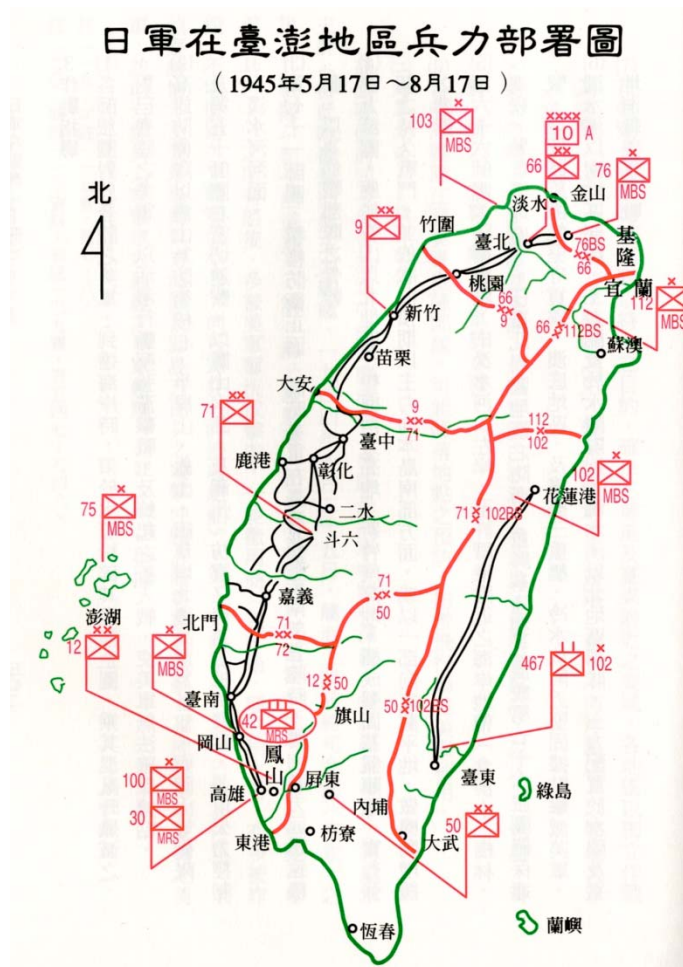 日軍在臺澎地區兵力部署圖
（1945年5月17日～8月17日）
103
×
MBS
××××
10 A
××
66
×
76
MBS
北
淡水
金山
竹圍
××
9
臺北
76BS
××
66
基隆
桃園
66
××
9
宜蘭
×
112
MBS
新竹
66 ×× 112BS
苗栗
蘇澳
大安
9
××
71
112
××
102
××
71
臺中
鹿港
彰化
×
102
MBS
花蓮港
×
75
MBS
二水
71 ×× 102BS
斗六
嘉義
71
××
50
澎湖
北門
71
××
72
××
12
×
MBS
467
×
102
12 ×× 50
50 ×× 102BS
臺南
42
MRS
旗山
岡山
鳳山
臺東
×
100
MBS
30
MRS
高雄
屏東
內埔
綠島
××
50
東港
枋寮
大武
蘭嶼
恆春